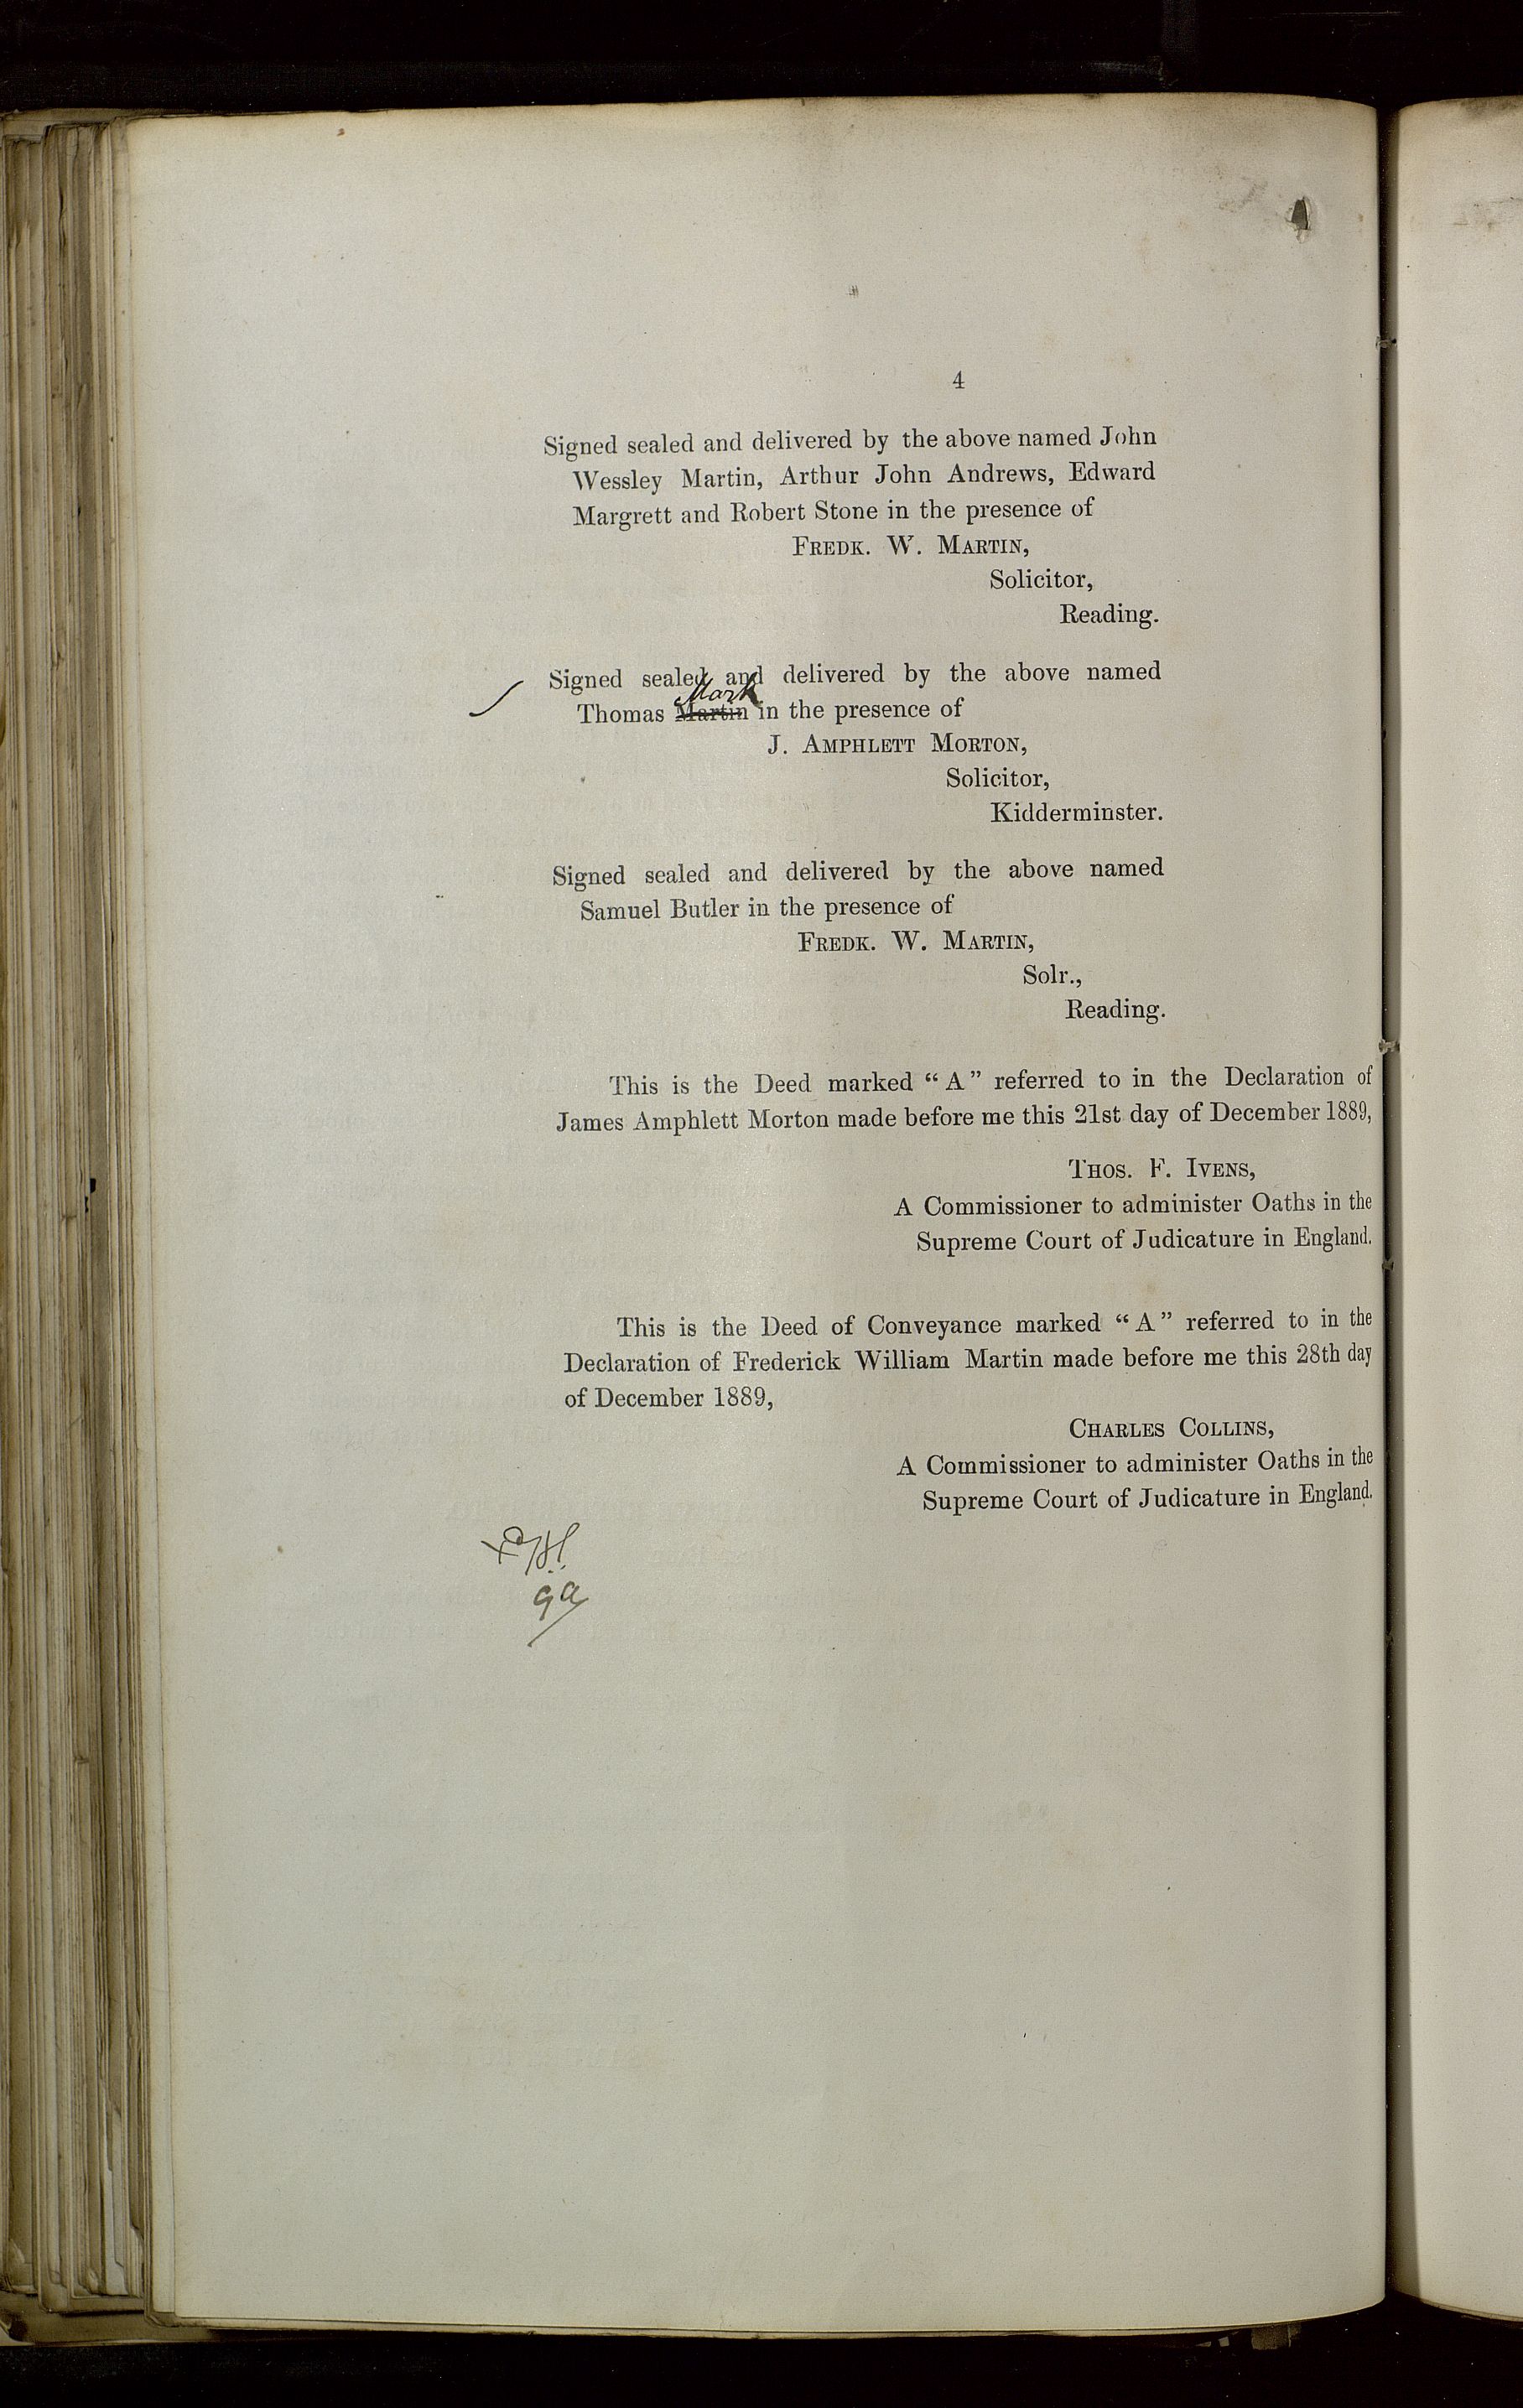 4
Signed sealed and delivered by the above named John
Wessley Martin, Arthur John Andrews, Edward
Margrett and Robert Stone in the presence of
FREDK. W. MARTIN,
Solicitor,
Reading.
Signed sealed and delivered by the above named
Mark
Thomas Martin in the presence of
J. AMPHLETT MORTON,
Solicitor,
Kidderminster.
Signed sealed and delivered by the above named
Samuel Butler in the presence of
FREDK. W. MARTIN,
Solr.,
Reading.
This is the Deed marked “A” referred to in the Declaration of
James Amphlett Morton made before me this 21st day of December 1889,
THOS. F. IVENS,
A Commissioner to administer Oaths in the
Supreme Court of Judicature in England.
This is the Deed of Conveyance marked “A” referred to in the
Declaration of Frederick William Martin made before me this 28th day
of December 1889,
CHARLES COLLINS,
A Commissioner to administer Oaths in the
Supreme Court of Judicature in England.